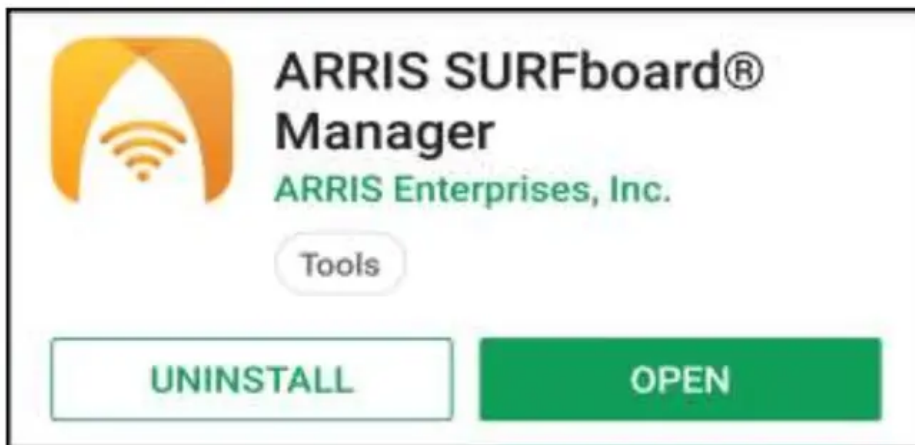 ARRIS SURFboard®
Manager
ARRIS Enterprises, Inc.
Tools
UNINSTALL OPEN